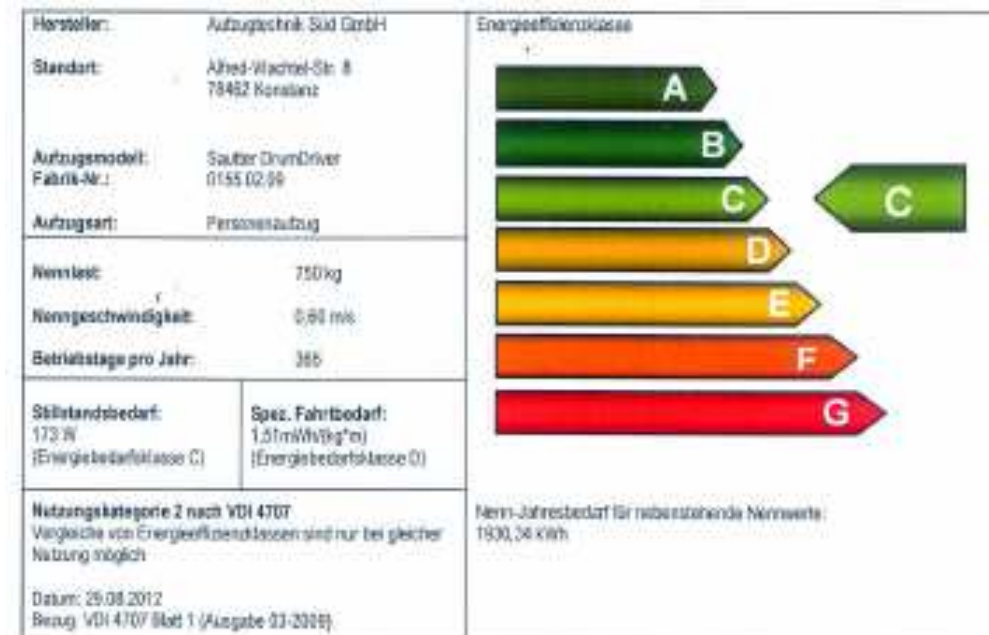 Hersteller: Aufzugtechnik Süd GmbH
Standort: Alfred-Wachtel-Str. 8
78462 Konstanz
Aufzugsmodell: Sautter DrumDriver
Fabrik-Nr.: 0155.02.09
Aufzugsart: Personenaufzug
Nennlast: 750 kg
Nenngeschwindigkeit: 0,60 m/s
Betriebstage pro Jahr: 365
Stillstandsbedarf:
173 W
(Energiebedarfsklasse C)
Spez. Fahrtbedarf:
1,51mWh/(kg*m)
(Energiebedarfsklasse D)
Nutzungskategorie 2 nach VDI 4707
Vergleiche von Energieeffizienzklassen sind nur bei gleicher
Nutzung möglich
Datum: 29.08.2012
Bezug: VDI 4707 Blatt 1 (Ausgabe 03-2009)
Energieeffizienzklasse
A
B
C
C
D
E
F
G
Nenn-Jahresbedarf für nebenstehende Nennwerte:
1930,34 KWh